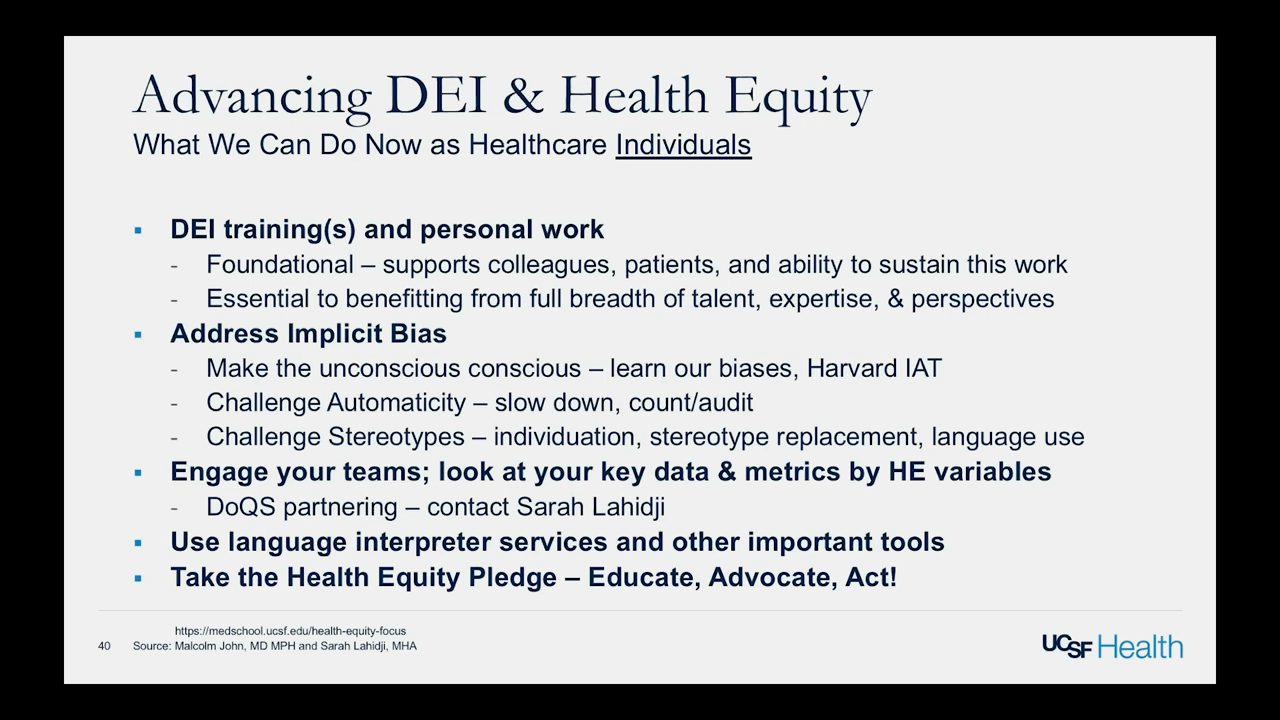 Advancing DEI & Health Equity
What We Can Do Now as Healthcare Individuals
▪ DEI training(s) and personal work
- Foundational – supports colleagues, patients, and ability to sustain this work
- Essential to benefitting from full breadth of talent, expertise, & perspectives
▪ Address Implicit Bias
- Make the unconscious conscious – learn our biases, Harvard IAT
- Challenge Automaticity – slow down, count/audit
- Challenge Stereotypes – individuation, stereotype replacement, language use
▪ Engage your teams; look at your key data & metrics by HE variables
- DoQS partnering – contact Sarah Lahidji
▪ Use language interpreter services and other important tools
▪ Take the Health Equity Pledge – Educate, Advocate, Act!
https://medschool.ucsf.edu/health-equity-focus
40 Source: Malcolm John, MD MPH and Sarah Lahidji, MHA
UCSF Health